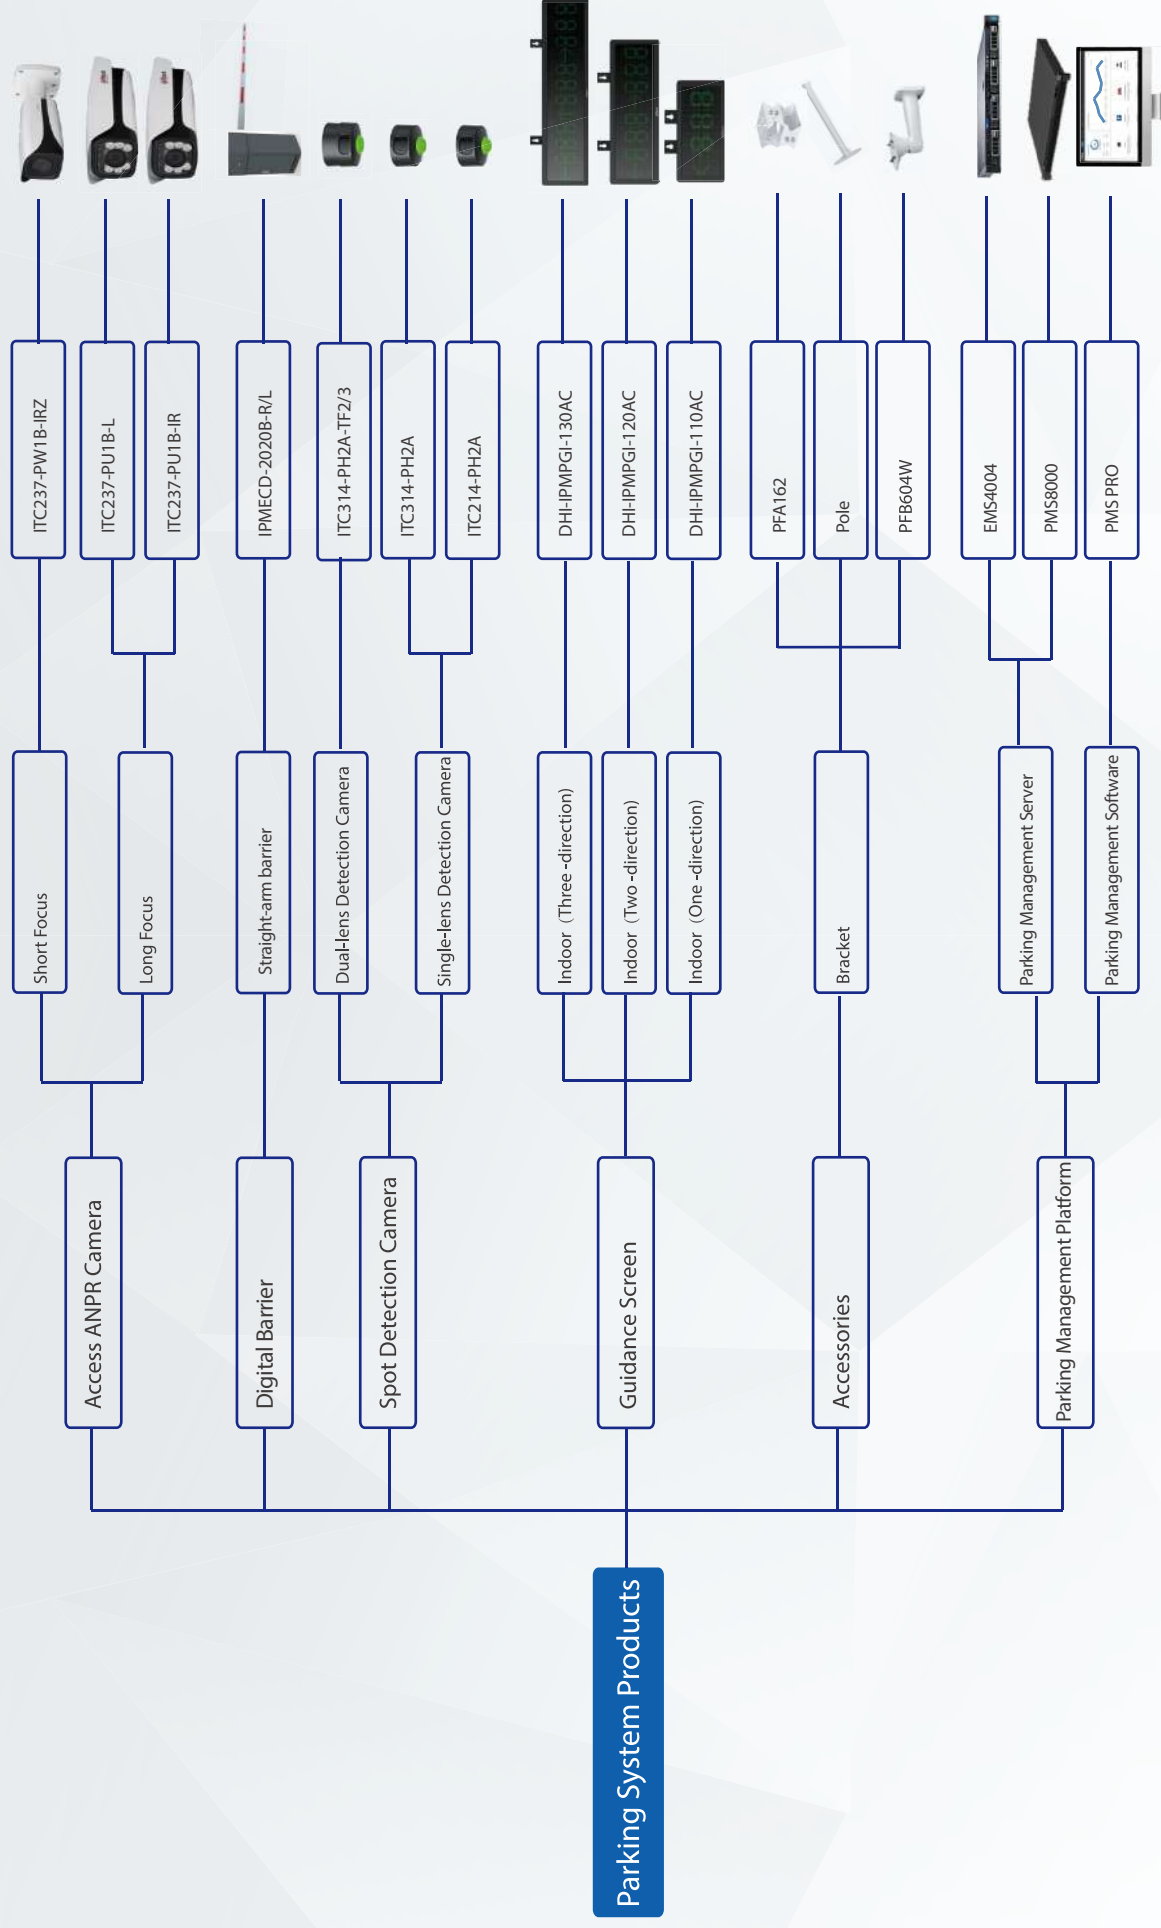 Parking System Products
Access ANPR Camera
Short Focus
ITC237-PW1B-IRZ
Long Focus
ITC237-PU1B-L
ITC237-PU1B-IR
Digital Barrier
Straight-arm barrier
IPMECD-2020B-R/L
Spot Detection Camera
Dual-lens Detection Camera
ITC314-PH2A-TF2/3
Single-lens Detection Camera
ITC314-PH2A
ITC214-PH2A
Guidance Screen
Indoor（Three -direction)
DHI-IPMPGI-130AC
Indoor（Two -direction)
DHI-IPMPGI-120AC
Indoor（One -direction)
DHI-IPMPGI-110AC
Accessories
Bracket
PFA162
Pole
PFB604W
Parking Management Platform
Parking Management Server
EMS4004
PMS8000
Parking Management Software
PMS PRO